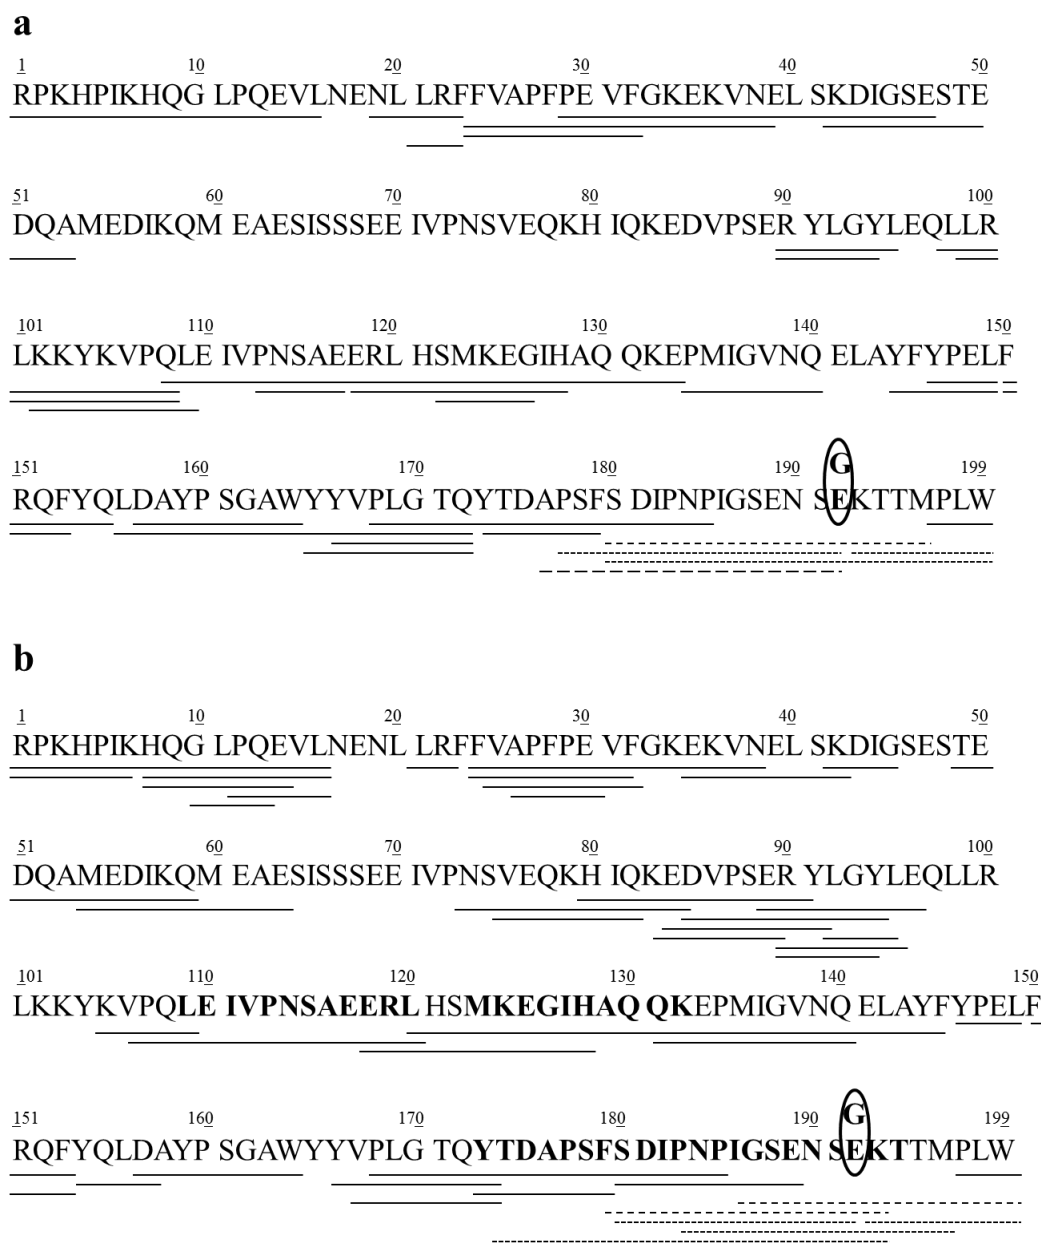 a
1 10 20 30 40 50
RPKHPIKHQG LPQEVLNENL LRFFVAPFPE VFGKEKVNEL SKDIGSESTE
51 60 70 80 90 100
DQAMEDIKQM EAESISSSEE IVPNSVEQKH IQKEDVPSER YLGYLEQLLR
101 110 120 130 140 150
LKKYKVPQLE IVPNSAEERL HSMKEGIHAQ QKEPMIGVNQ ELAYFYPELF
G
151 160 170 180 190 199
RQFYQLDAYP SGAWYYVPLG TQYTDAPSFS DIPNPIGSEN SEKTTMPLW
b
1 10 20 30 40 50
RPKHPIKHQG LPQEVLNENL LRFFVAPFPE VFGKEKVNEL SKDIGSESTE
51 60 70 80 90 100
DQAMEDIKQM EAESISSSEE IVPNSVEQKH IQKEDVPSER YLGYLEQLLR
101 110 120 130 140 150
LKKYKVPQLE IVPNSAEERL HSMKEGIHAQ QKEPMIGVNQ ELAYFYPELF
G
151 160 170 180 190 199
RQFYQLDAYP SGAWYYVPLG TQYTDAPSFS DIPNPIGSEN SEKTTMPLW